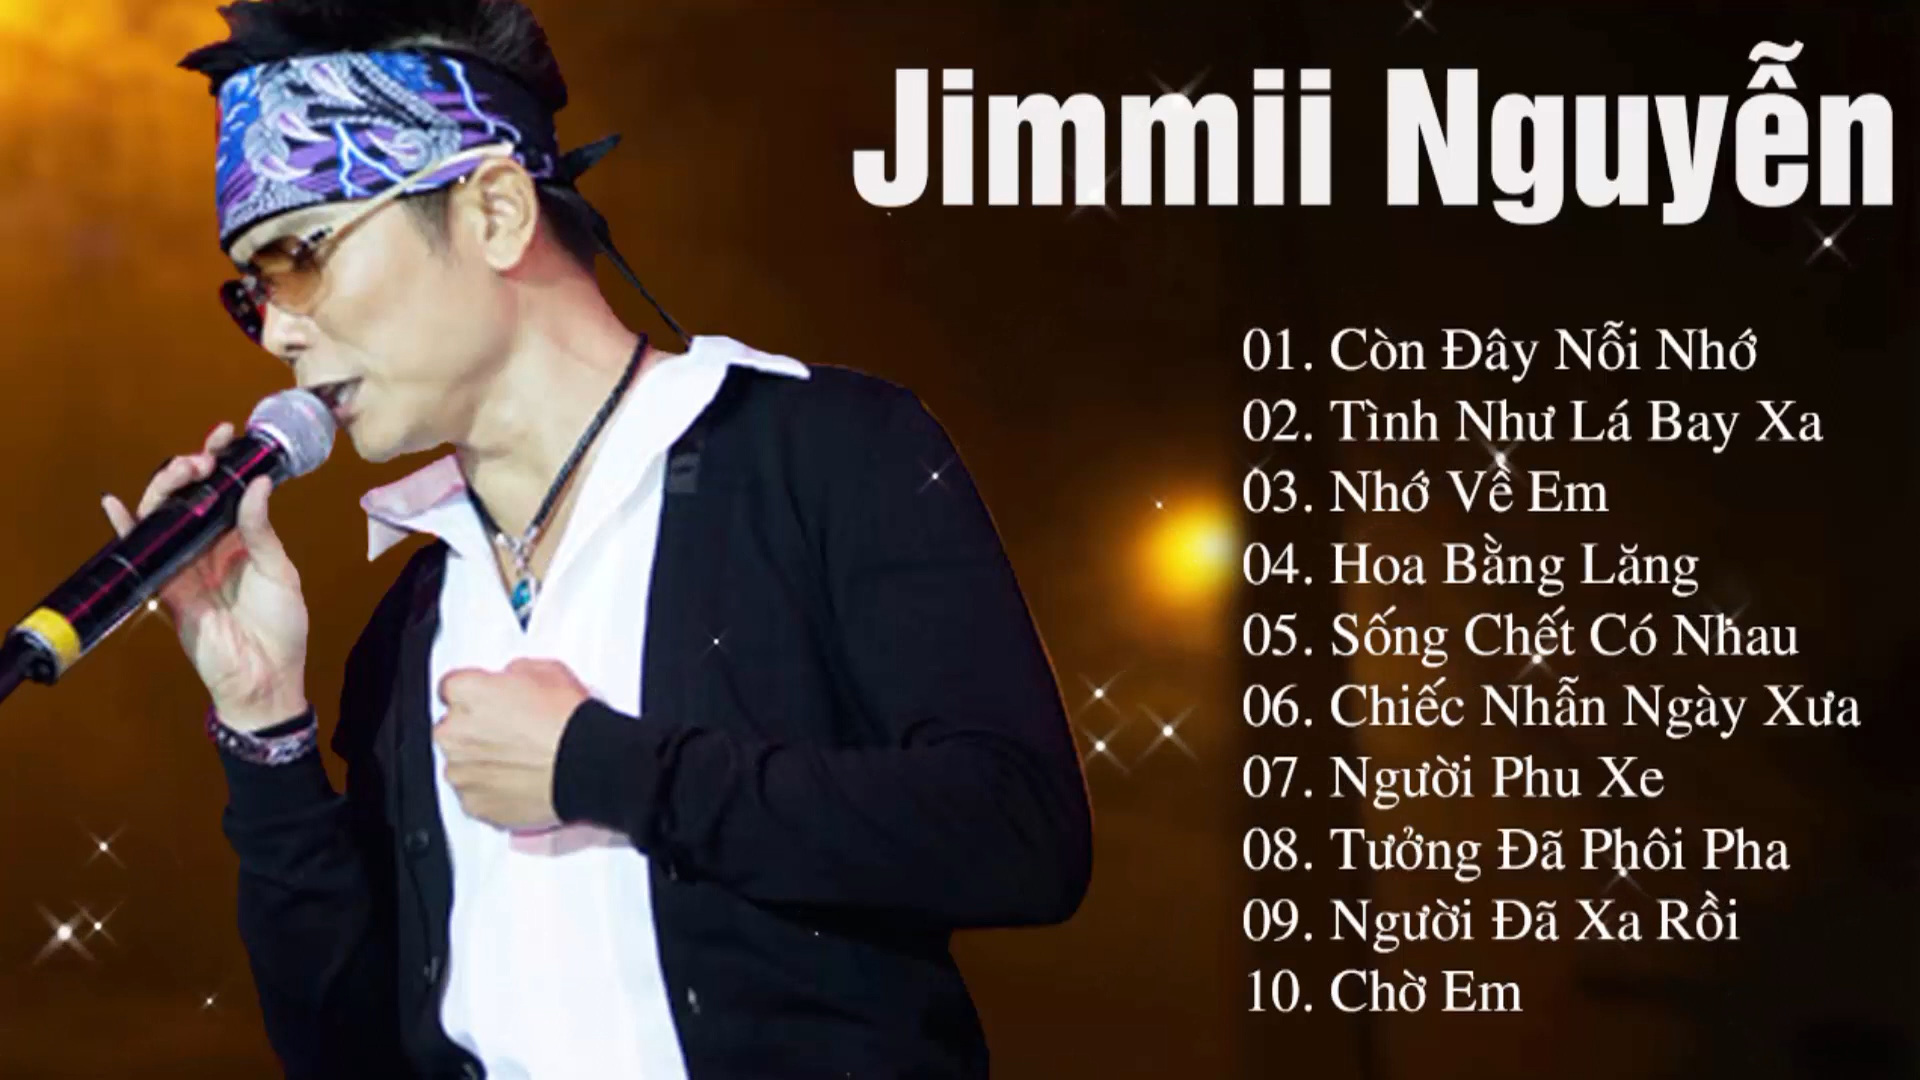 Jimmii Nguyễn
01. Còn Đây Nỗi Nhớ
02. Tình Như Lá Bay Xa
03. Nhớ Về Em
04. Hoa Bằng Lăng
05. Sống Chết Có Nhau
06. Chiếc Nhẫn Ngày Xưa
07. Người Phu Xe
08. Tưởng Đã Phôi Pha
09. Người Đã Xa Rồi
10. Chờ Em